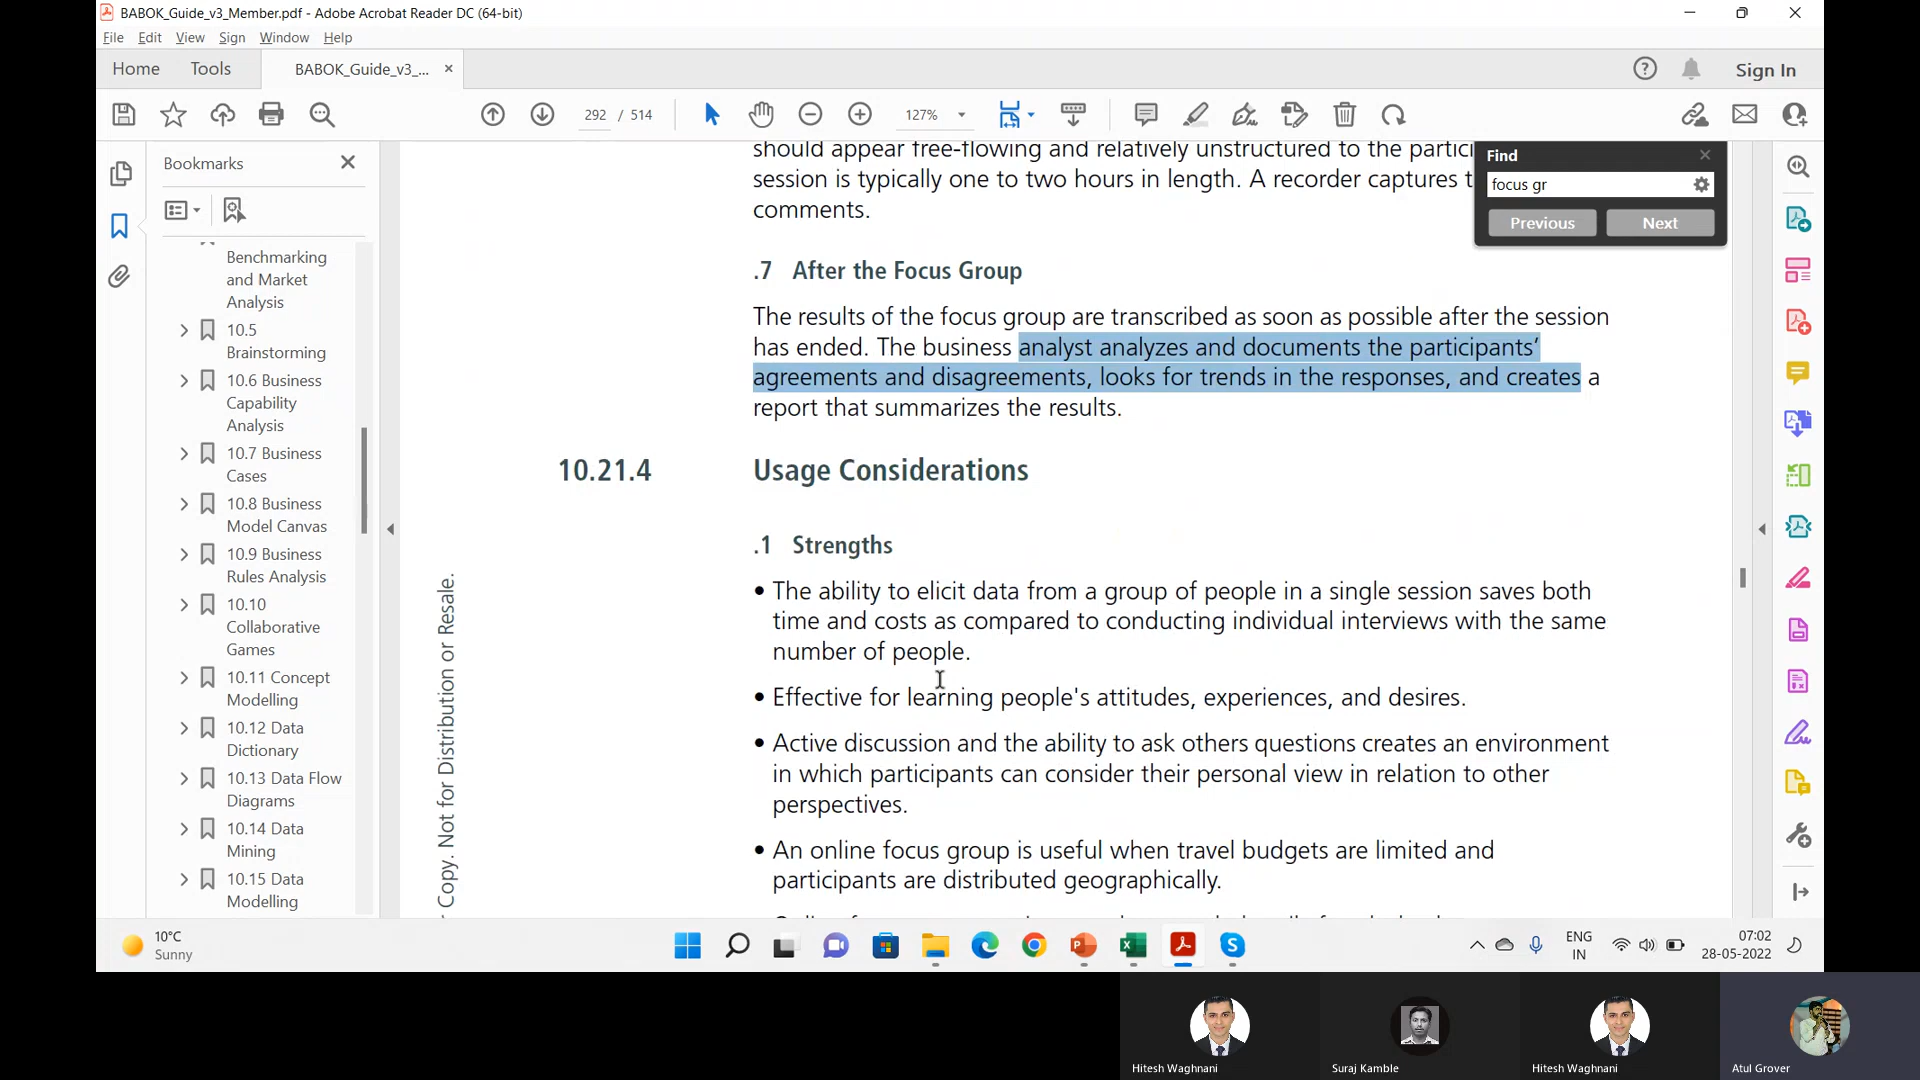 BABOK_Guide_v3_Member.pdf - Adobe Acrobat Reader DC (64-bit)
File Edit View Sign Window Help
Home Tools BABOK_Guide_v3_... × Sign In
292 / 514 127%
Bookmarks
Benchmarking
and Market
Analysis
10.5
Brainstorming
10.6 Business
Capability
Analysis
10.7 Business
Cases
10.8 Business
Model Canvas
10.9 Business
Rules Analysis
10.10
Collaborative
Games
10.11 Concept
Modelling
10.12 Data
Dictionary
10.13 Data Flow
Diagrams
10.14 Data
Mining
10.15 Data
Modelling
Copy. Not for Distribution or Resale.
should appear free-flowing and relatively unstructured to the partici
session is typically one to two hours in length. A recorder captures t
comments.
Find
focus gr
Previous Next
.7 After the Focus Group
The results of the focus group are transcribed as soon as possible after the session
has ended. The business analyst analyzes and documents the participants’
agreements and disagreements, looks for trends in the responses, and creates a
report that summarizes the results.
10.21.4 Usage Considerations
.1 Strengths
• The ability to elicit data from a group of people in a single session saves both
time and costs as compared to conducting individual interviews with the same
number of people.
• Effective for learning people's attitudes, experiences, and desires.
• Active discussion and the ability to ask others questions creates an environment
in which participants can consider their personal view in relation to other
perspectives.
• An online focus group is useful when travel budgets are limited and
participants are distributed geographically.
10°C
Sunny
ENG
IN
07:02
28-05-2022
Hitesh Waghnani
Suraj Kamble
Hitesh Waghnani
Atul Grover